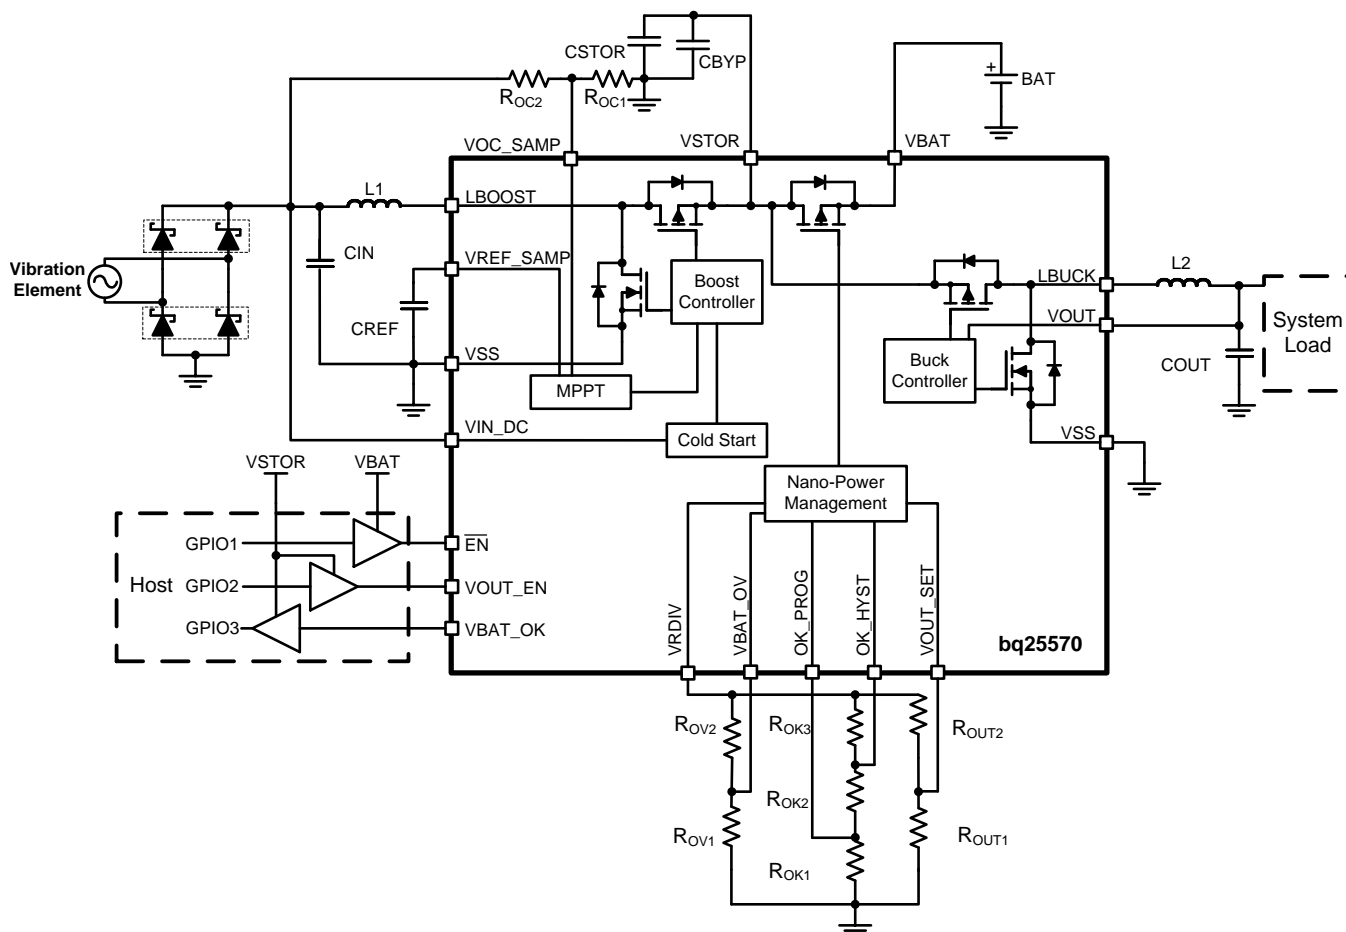 CSTOR
CBYP
+
BAT
ROC2
ROC1
VOC_SAMP
VSTOR
VBAT
L1
LBOOST
CIN
VREF_SAMP
Boost
Controller
Vibration
Element
CREF
VSS
MPPT
VIN_DC
Cold Start
LBUCK
L2
VOUT
System
Load
Buck
Controller
COUT
VSS
VSTOR
VBAT
Nano-Power
Management
Host
GPIO1
EN
GPIO2
VOUT_EN
GPIO3
VBAT_OK
VRDIV
VBAT_OV
OK_PROG
OK_HYST
VOUT_SET
bq25570
ROV2
ROK3
ROUT2
ROK2
ROV1
ROUT1
ROK1